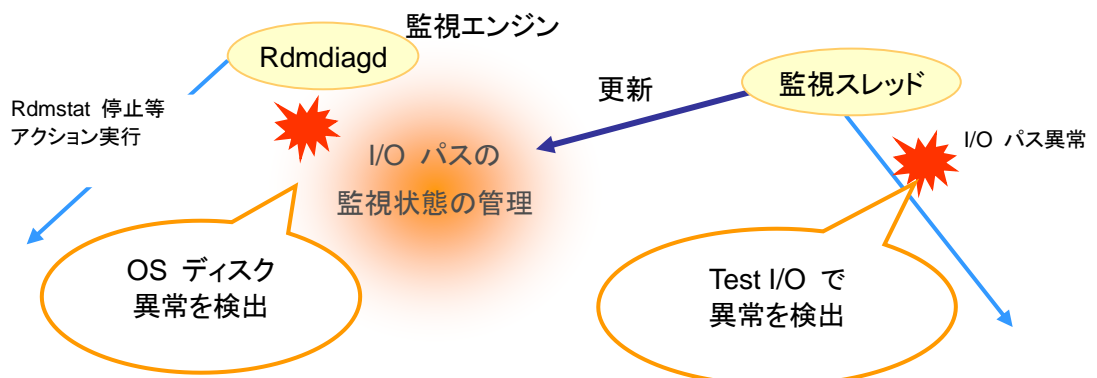 監視エンジン
Rdmdiagd
監視スレッド
更新
Rdmstat 停止等
アクション実行
I/O パス異常
I/O パスの
監視状態の管理
OS ディスク
異常を検出
Test I/O で
異常を検出